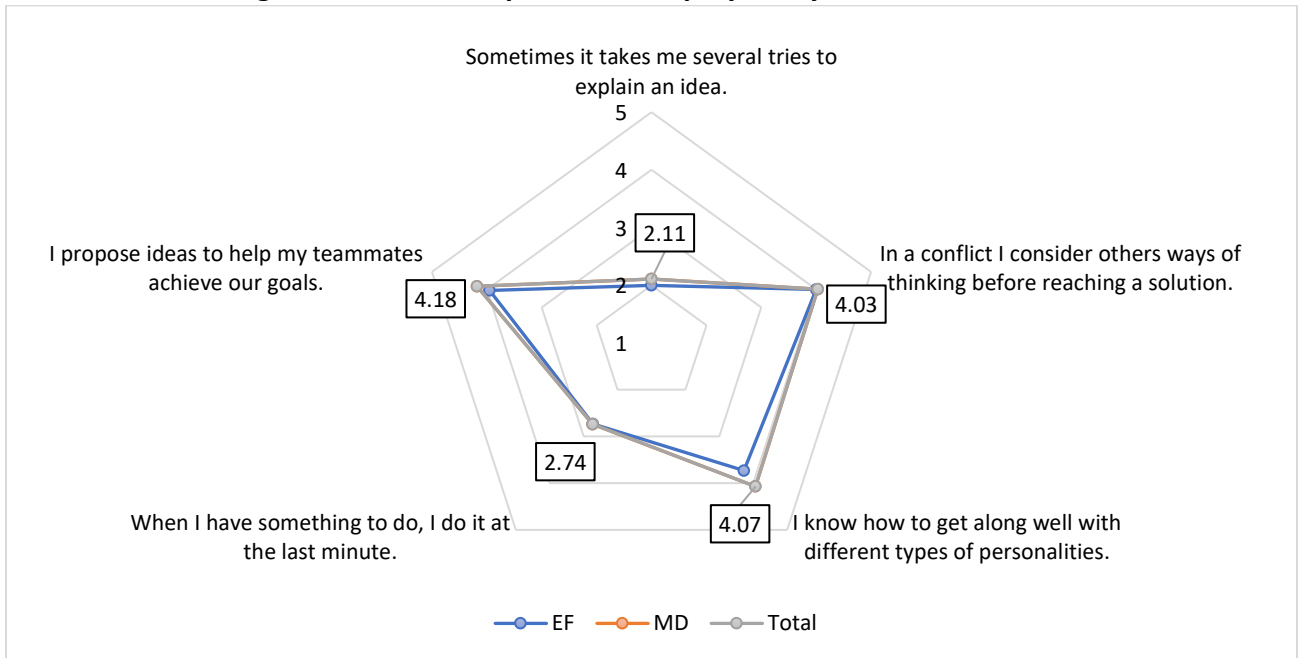 Sometimes it takes me several tries to
explain an idea.
5
4
3
2.11
2
1
I propose ideas to help my teammates
achieve our goals.
4.18
In a conflict I consider others ways of
thinking before reaching a solution.
4.03
2.74
When I have something to do, I do it at
the last minute.
4.07
I know how to get along well with
different types of personalities.
EF MD Total